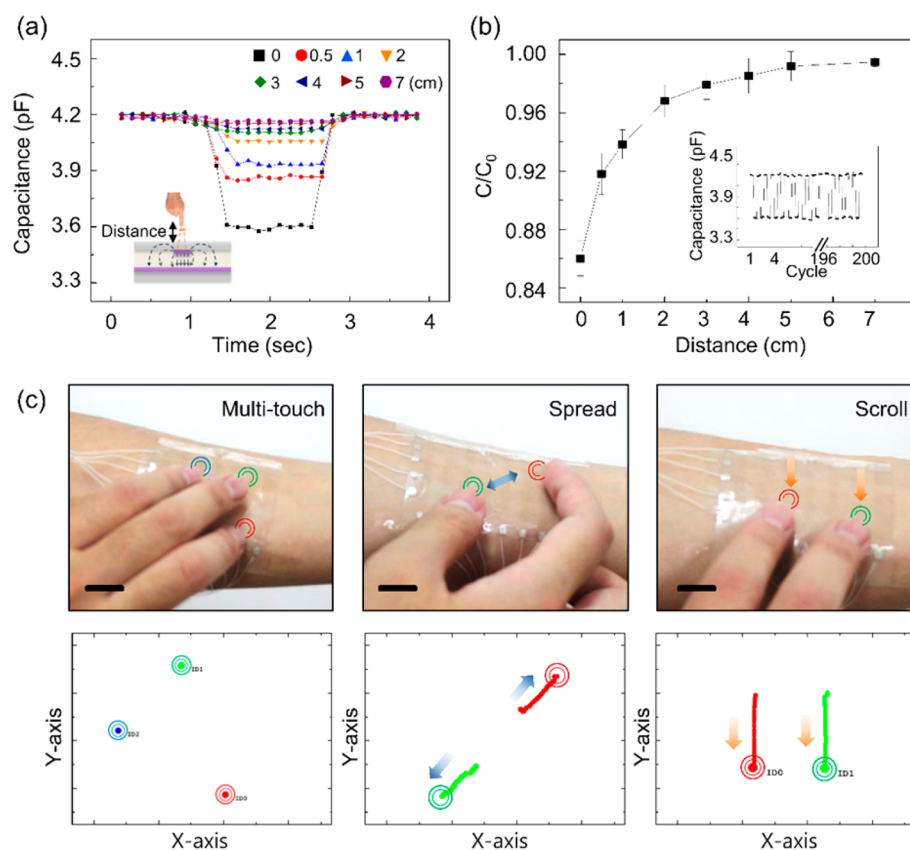 (a)
0 0.5 1 2
3 4 5 7 (cm)
4.5
4.2
3.9
3.6
3.3
Capacitance (pF)
Distance
0 1 2 3 4
Time (sec)
(b)
1.00
0.96
0.92
0.88
0.84
C/C0
4.5
3.9
3.3
Capacitance (pF)
1 4 196 200
Cycle
0 1 2 3 4 5 6 7
Distance (cm)
(c)
Multi-touch
Spread
Scroll
ID1
ID2
ID0
Y-axis
X-axis
Y-axis
X-axis
ID0 ID1
Y-axis
X-axis